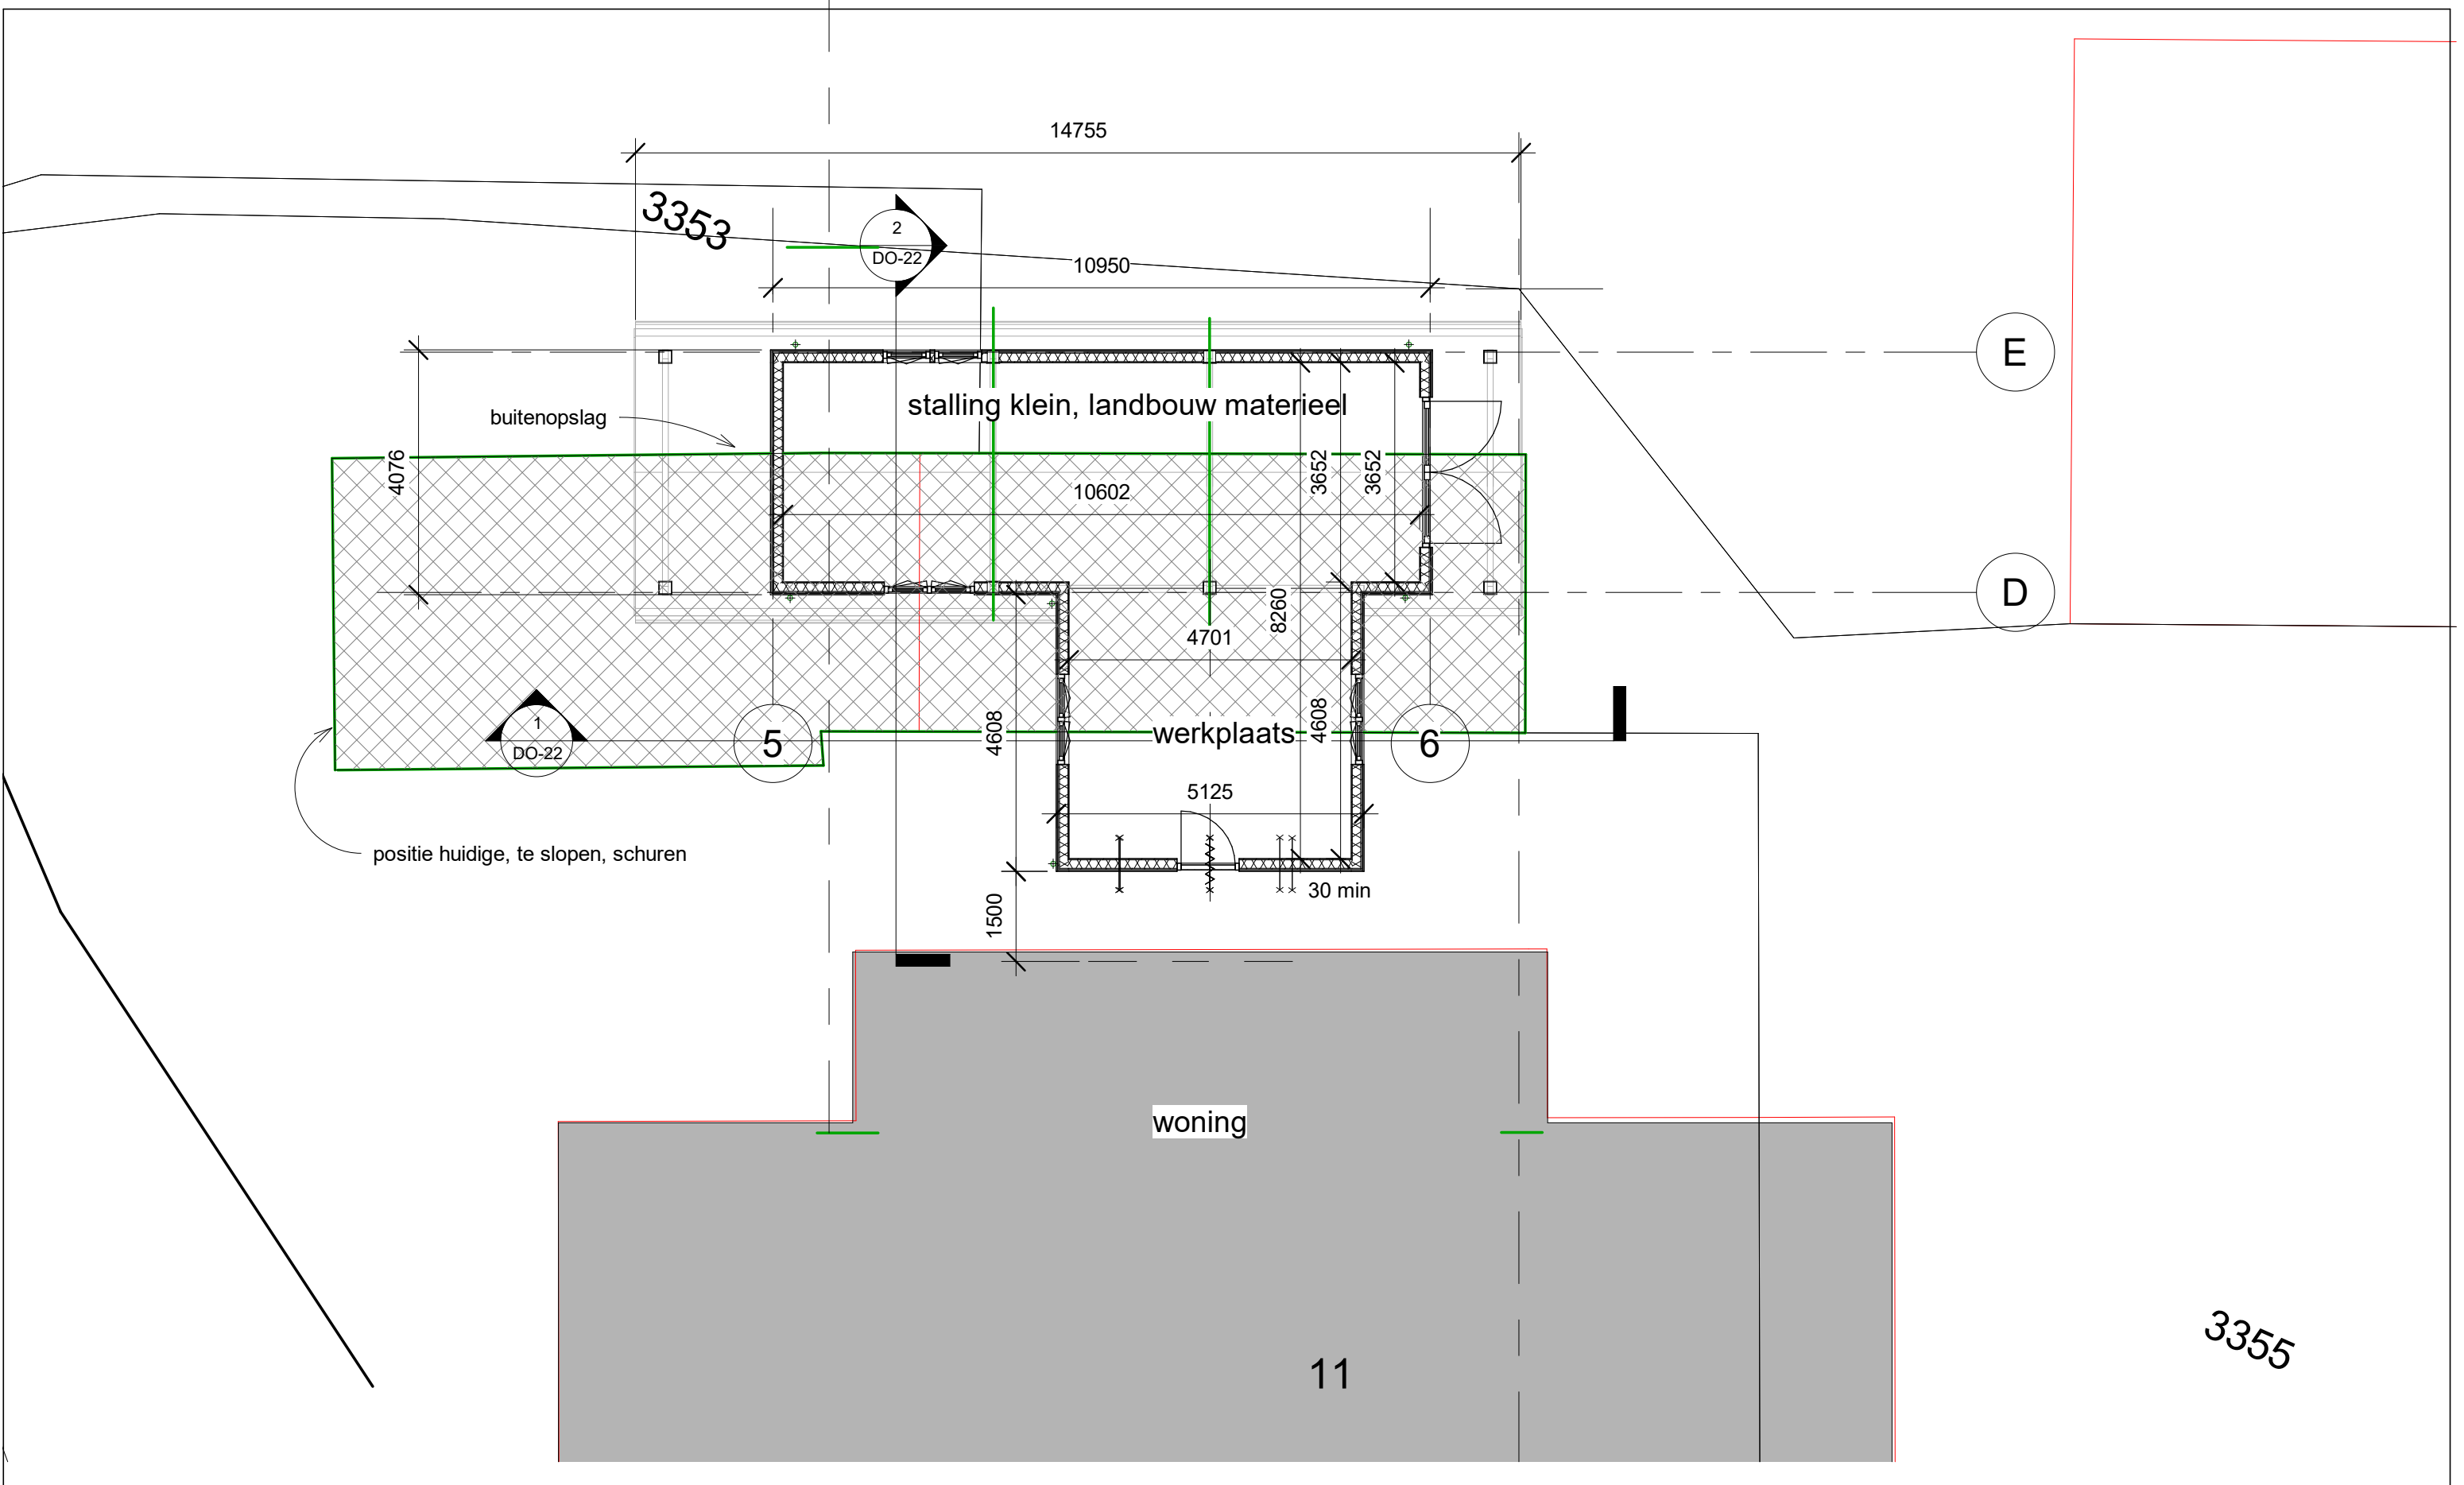 14755
3353
2
DO-22
10950
E
stalling klein, landbouw materieel
buitenopslag
4076
3652
3652
10602
D
8260
4701
1
DO-22
5
4608
werkplaats
4608
6
5125
positie huidige, te slopen, schuren
30 min
1500
woning
11
3355